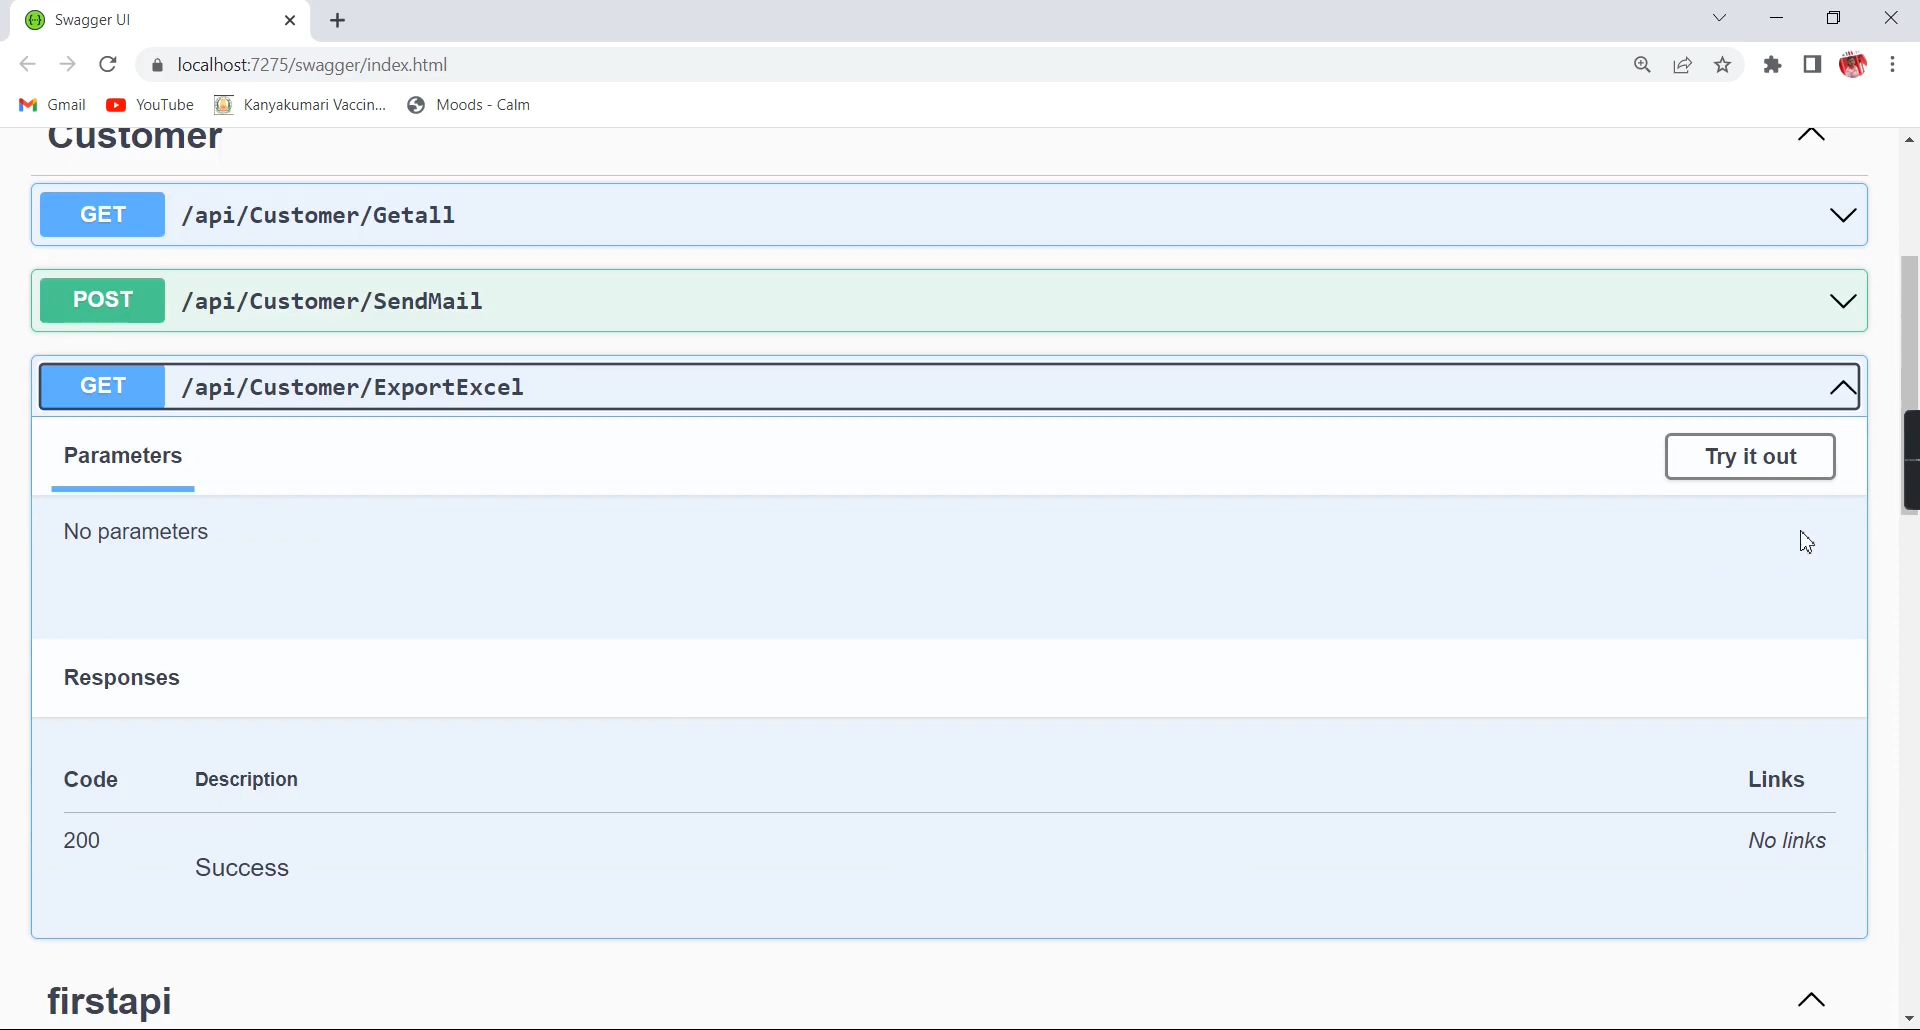 Swagger UI
localhost:7275/swagger/index.html
Gmail YouTube Kanyakumari Vaccin... Moods - Calm
Customer
GET /api/Customer/Getall
POST /api/Customer/SendMail
GET /api/Customer/ExportExcel
Parameters Try it out
No parameters
Responses
Code Description Links
200 No links
Success
firstapi